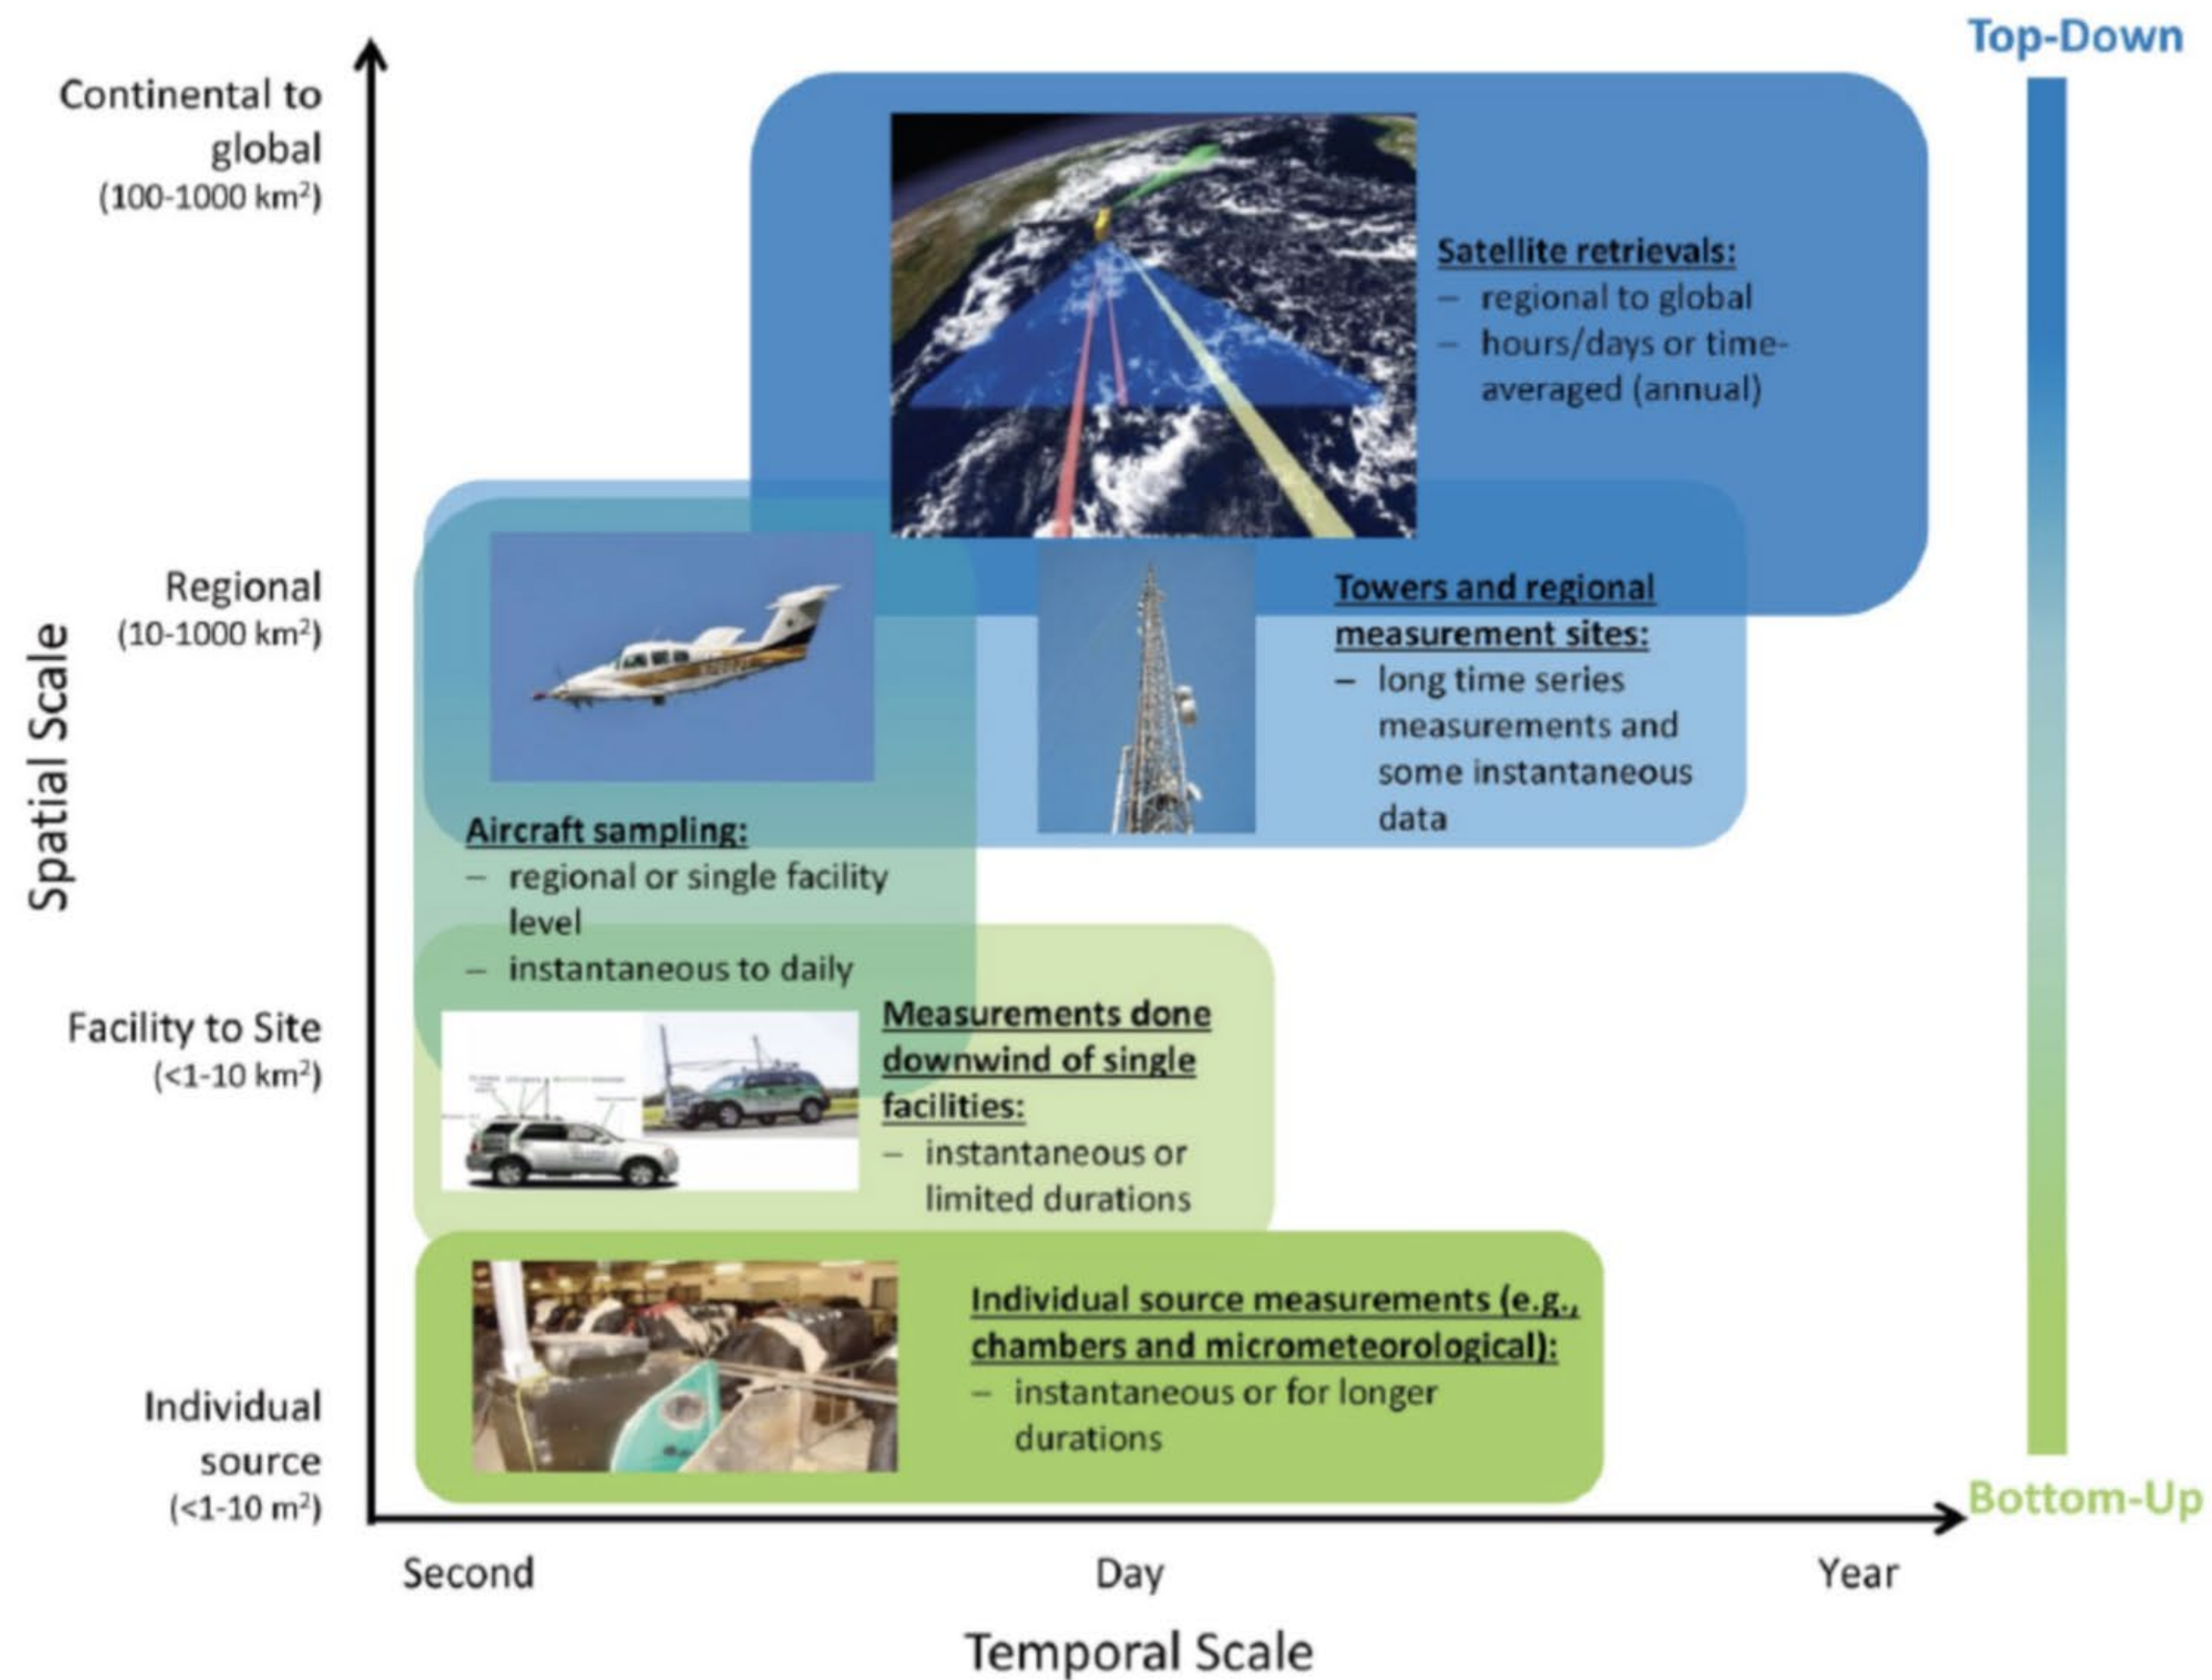 Top-Down
Continental to
global
(100-1000 km²)
Satellite retrievals:
– regional to global
– hours/days or time-
averaged (annual)
Regional
(10-1000 km²)
Towers and regional
measurement sites:
– long time series
measurements and
some instantaneous
data
Spatial Scale
Aircraft sampling:
– regional or single facility
level
– instantaneous to daily
Facility to Site
(<1-10 km²)
Measurements done
downwind of single
facilities:
– instantaneous or
limited durations
Individual source measurements (e.g.,
chambers and micrometeorological):
– instantaneous or for longer
durations
Individual
source
(<1-10 m²)
Bottom-Up
Second
Day
Year
Temporal Scale